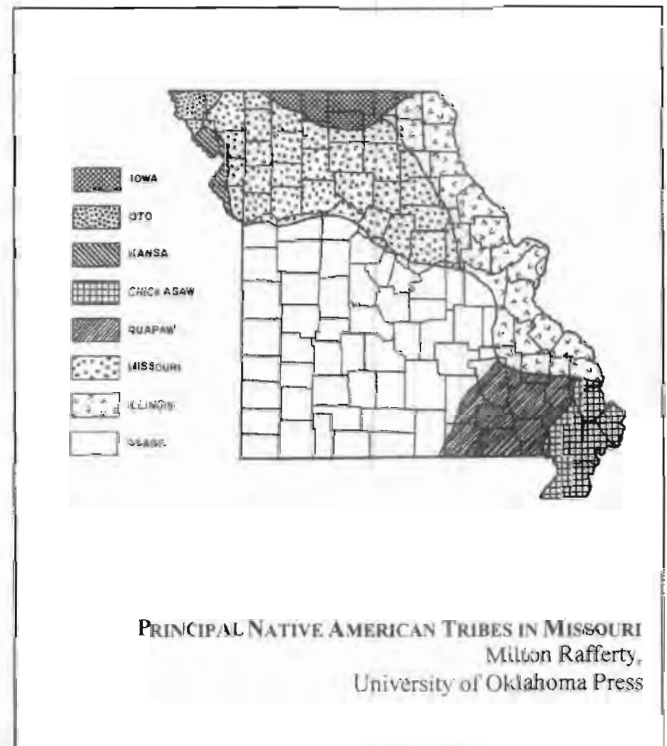 IOWA
OTO
KANSA
CHICKASAW
QUAPAW
MISSOURI
ILLINOIS
OSAGE
PRINCIPAL NATIVE AMERICAN TRIBES IN MISSOURI
Milton Rafferty,
University of Oklahoma Press